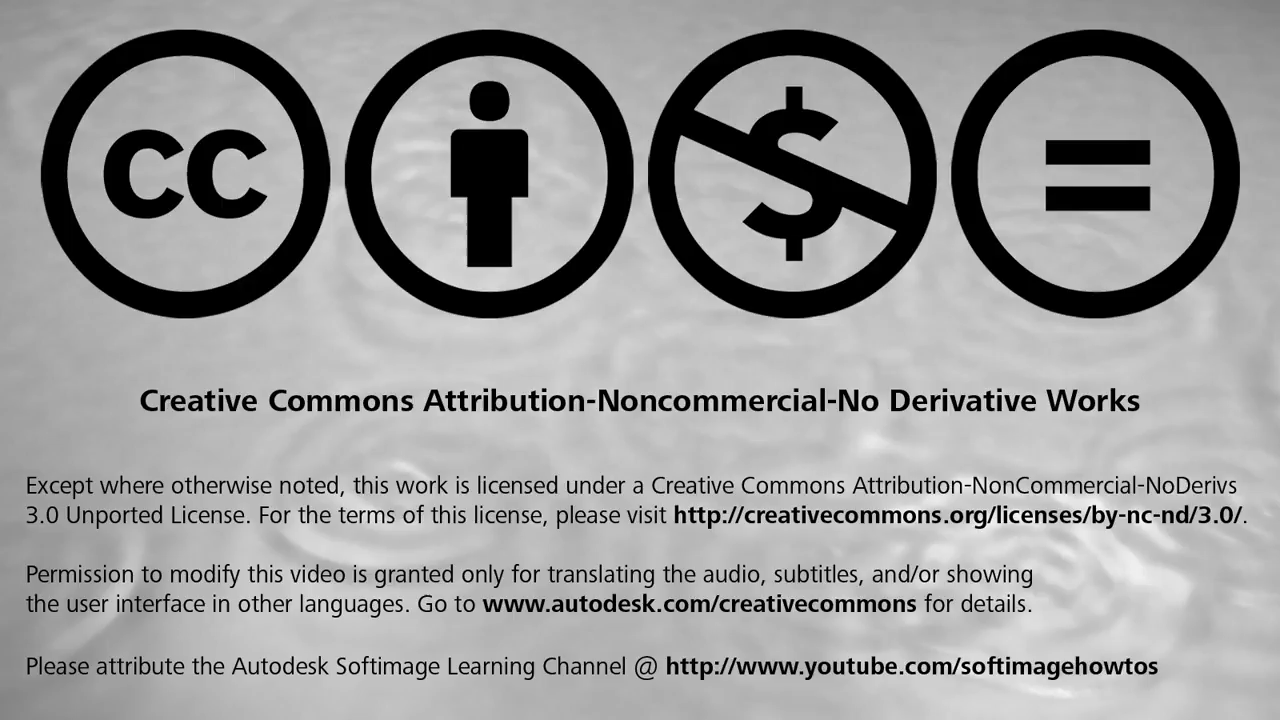 cc
$
=
Creative Commons Attribution-Noncommercial-No Derivative Works
Except where otherwise noted, this work is licensed under a Creative Commons Attribution-NonCommercial-NoDerivs
3.0 Unported License. For the terms of this license, please visit http://creativecommons.org/licenses/by-nc-nd/3.0/.
Permission to modify this video is granted only for translating the audio, subtitles, and/or showing
the user interface in other languages. Go to www.autodesk.com/creativecommons for details.
Please attribute the Autodesk Softimage Learning Channel @ http://www.youtube.com/softimagehowtos